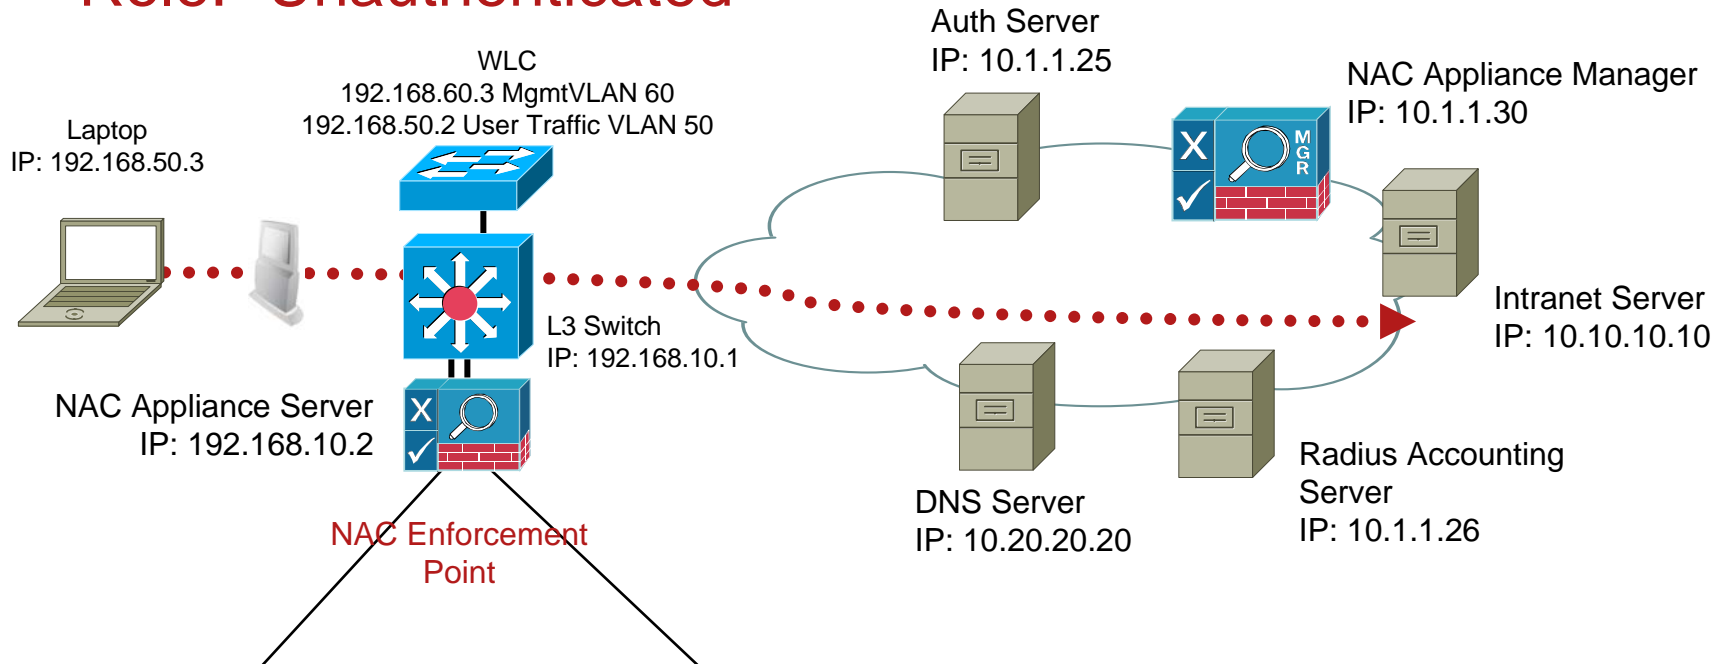 Role: "Unauthenticated"
Auth Server
IP: 10.1.1.25
WLC
192.168.60.3 MgmtVLAN 60
192.168.50.2 User Traffic VLAN 50
NAC Appliance Manager
IP: 10.1.1.30
Laptop
IP: 192.168.50.3
X
MGR
L3 Switch
IP: 192.168.10.1
Intranet Server
IP: 10.10.10.10
NAC Appliance Server
IP: 192.168.10.2
X
DNS Server
IP: 10.20.20.20
Radius Accounting
Server
IP: 10.1.1.26
NAC Enforcement
Point